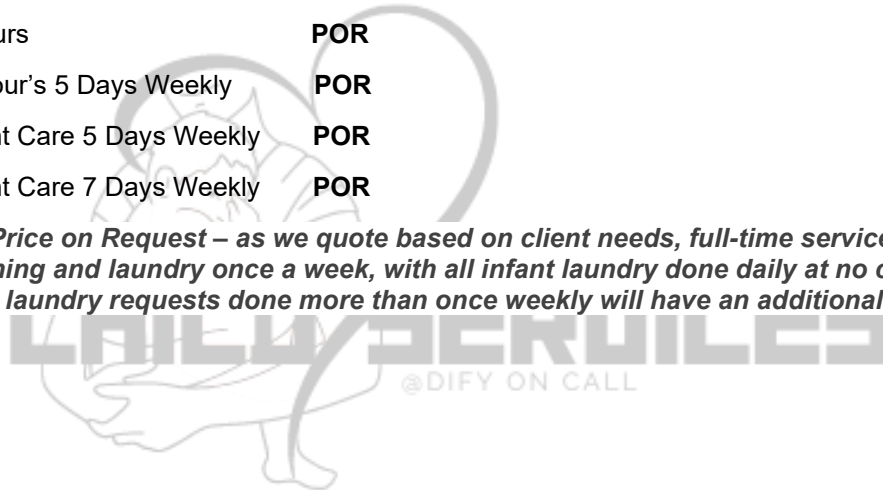 urs POR
our's 5 Days Weekly POR
nt Care 5 Days Weekly POR
nt Care 7 Days Weekly POR
Price on Request – as we quote based on client needs, full-time service
ning and laundry once a week, with all infant laundry done daily at no c
laundry requests done more than once weekly will have an additional
@DIFY ON CALL